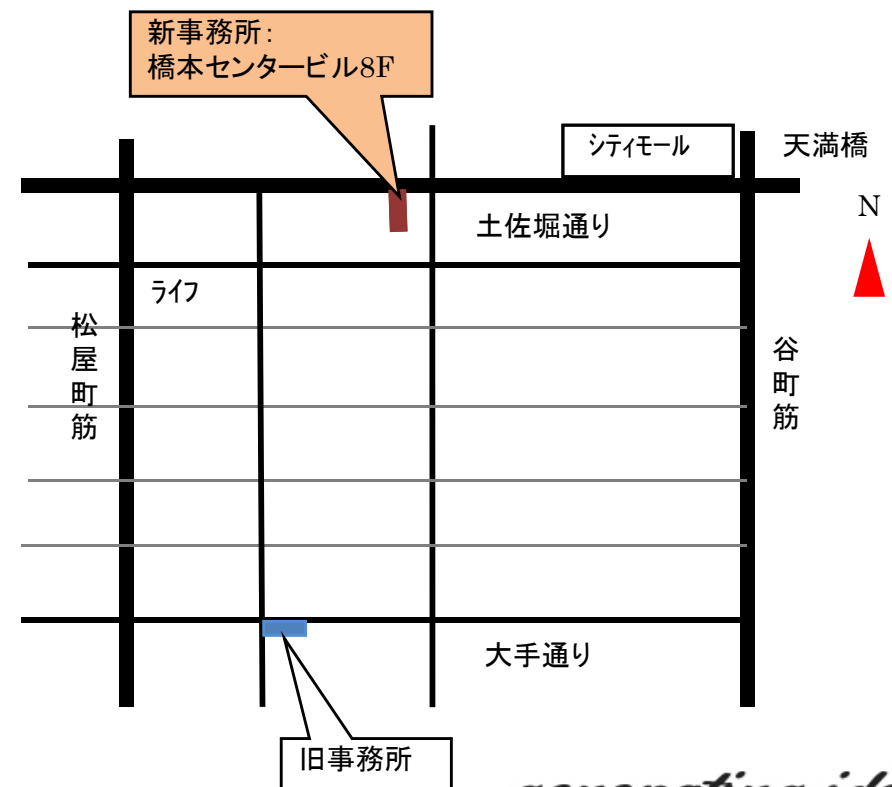 新事務所：
橋本センタービル8F
シティモール
天満橋
N
土佐堀通り
ライフ
松屋町筋
谷町筋
大手通り
旧事務所